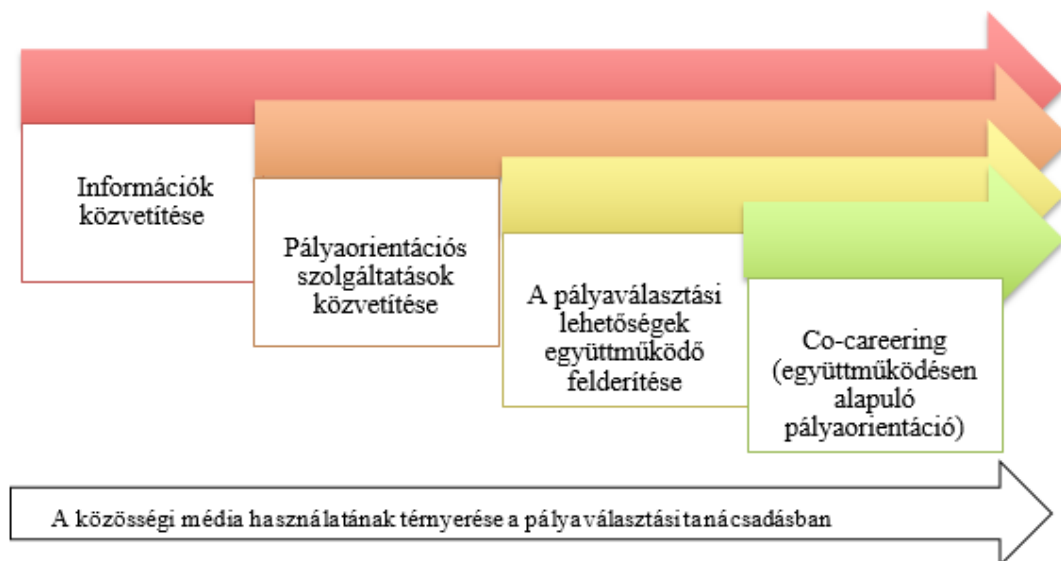 Információk
közvetítése
Pályaorientációs
szolgáltatások
közvetítése
A pályaválasztási
lehetőségek
együttműködő
felderítése
Co-careering
(együttműködésen
alapuló
pályaorientáció)
A közösségi média használatának térnyerése a pályaválasztási tanácsadásban